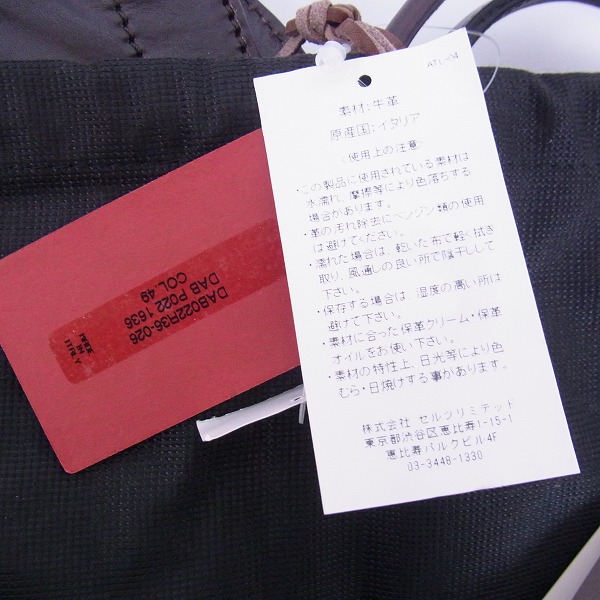 ATL-04
素材:牛革
原産国:イタリア
〈使用上の注意〉
・この製品に使用されている素材は
水濡れ、摩擦等により色落ちする
場合があります。
・革の汚れ除去にベンジン類の使用
は避けてください。
・濡れた場合は、乾いた布で軽く拭き
取り、風通しの良い所で陰干しして
下さい。
・保存する場合は、湿度の高い所は
避けて下さい。
・素材に合った保革クリーム・保革
オイルをお使い下さい。
・素材の特性上、日光等により色
むら・日焼けする事があります。
株式会社 セルツリミテッド
東京都渋谷区恵比寿1-15-1
恵比寿パルクビル4F
03-3448-1330
DAB022R36-026
DAB P022 1636
COL.49
MADE
IN
ITALY